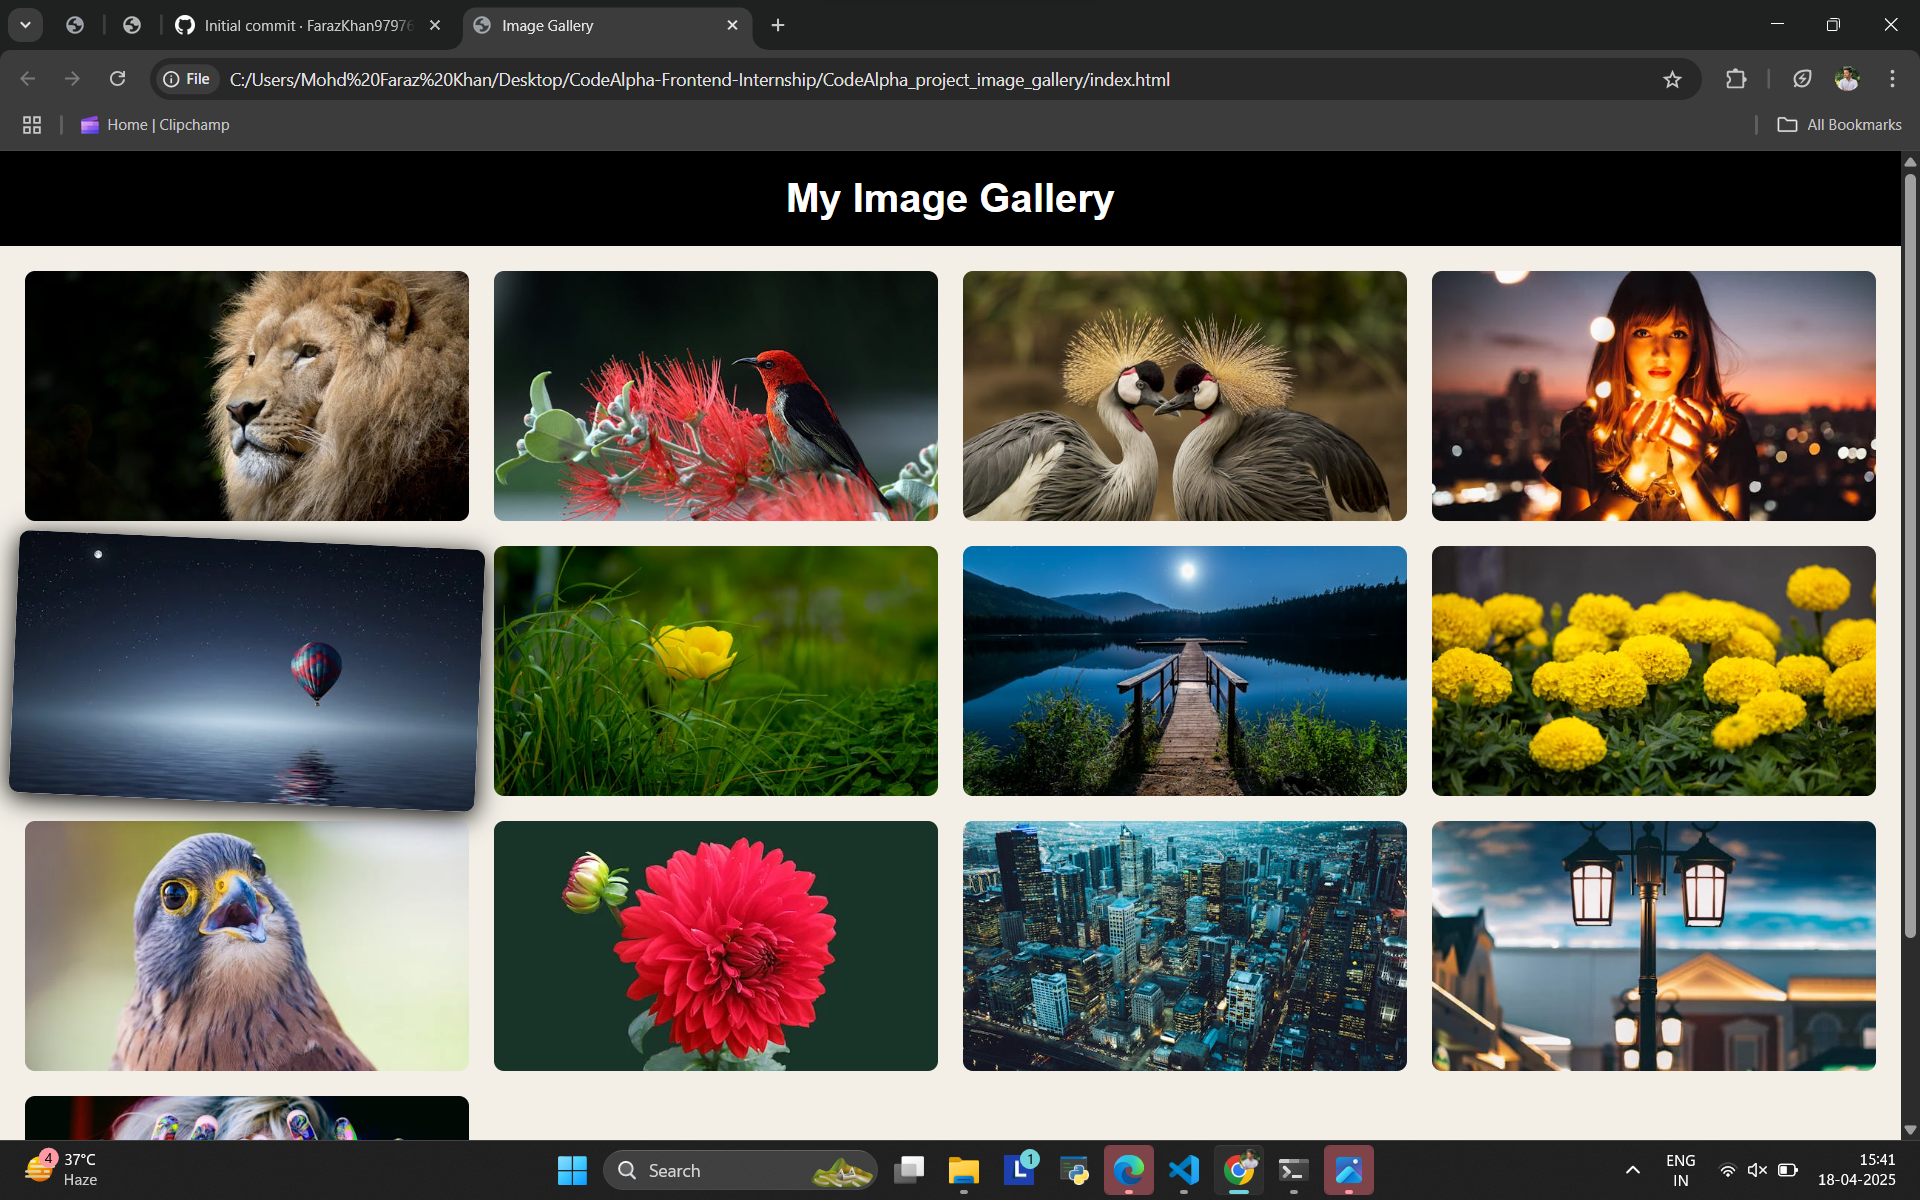 Initial commit · FarazKhan97976
Image Gallery
File
C:/Users/Mohd%20Faraz%20Khan/Desktop/CodeAlpha-Frontend-Internship/CodeAlpha_project_image_gallery/index.html
Home | Clipchamp
All Bookmarks
My Image Gallery
4
37°C
Haze
Search
L
1
ENG
IN
15:41
18-04-2025